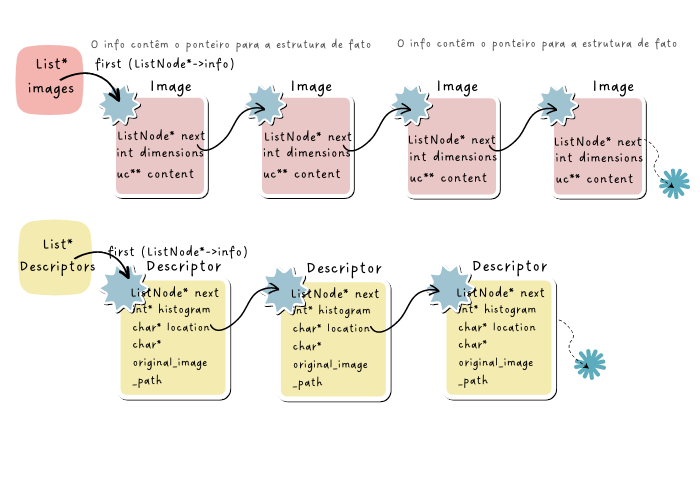 O info contêm o ponteiro para a estrutura de fato
O info contêm o ponteiro para a estrutura de fato
List*
images
first (ListNode*->info)
Image
ListNode* next
int dimensions
uc** content
Image
ListNode* next
int dimensions
uc** content
Image
ListNode* next
int dimensions
uc** content
Image
ListNode* next
int dimensions
uc** content
List*
Descriptors
first (ListNode*->info)
Descriptor
ListNode* next
int* histogram
char* location
char*
original_image
_path
Descriptor
ListNode* next
int* histogram
char* location
char*
original_image
_path
Descriptor
ListNode* next
int* histogram
char* location
char*
original_image
_path